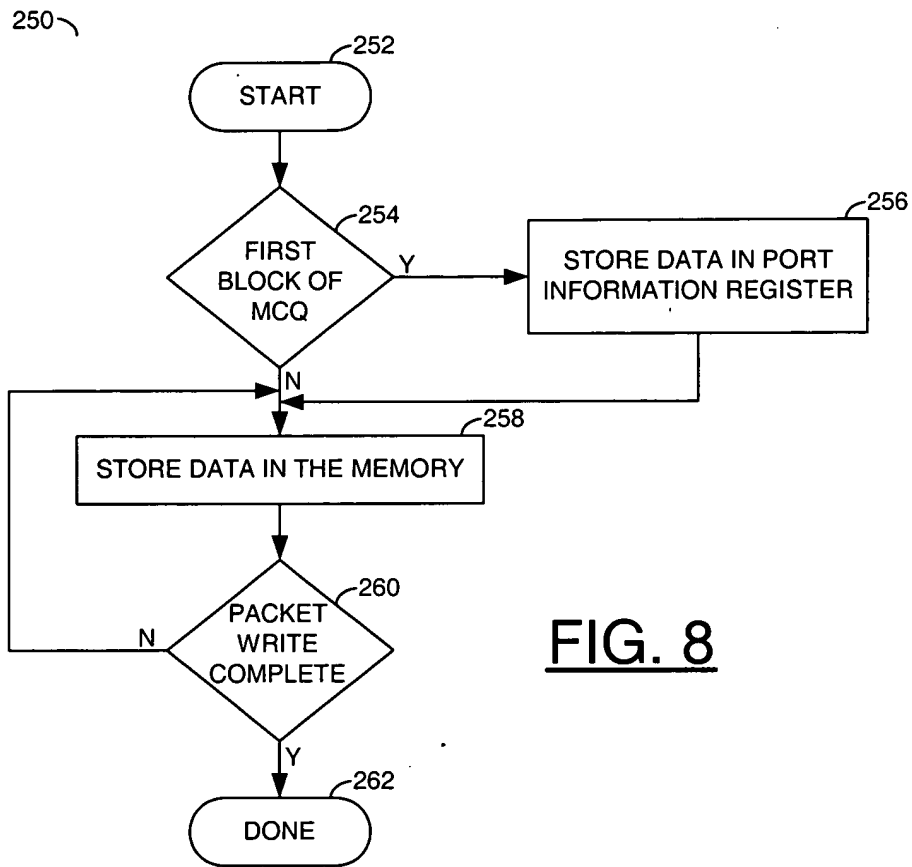 250
252
START
254
FIRST
BLOCK OF
MCQ
Y
N
256
STORE DATA IN PORT
INFORMATION REGISTER
258
STORE DATA IN THE MEMORY
260
PACKET
WRITE
COMPLETE
N
Y
FIG. 8
262
DONE